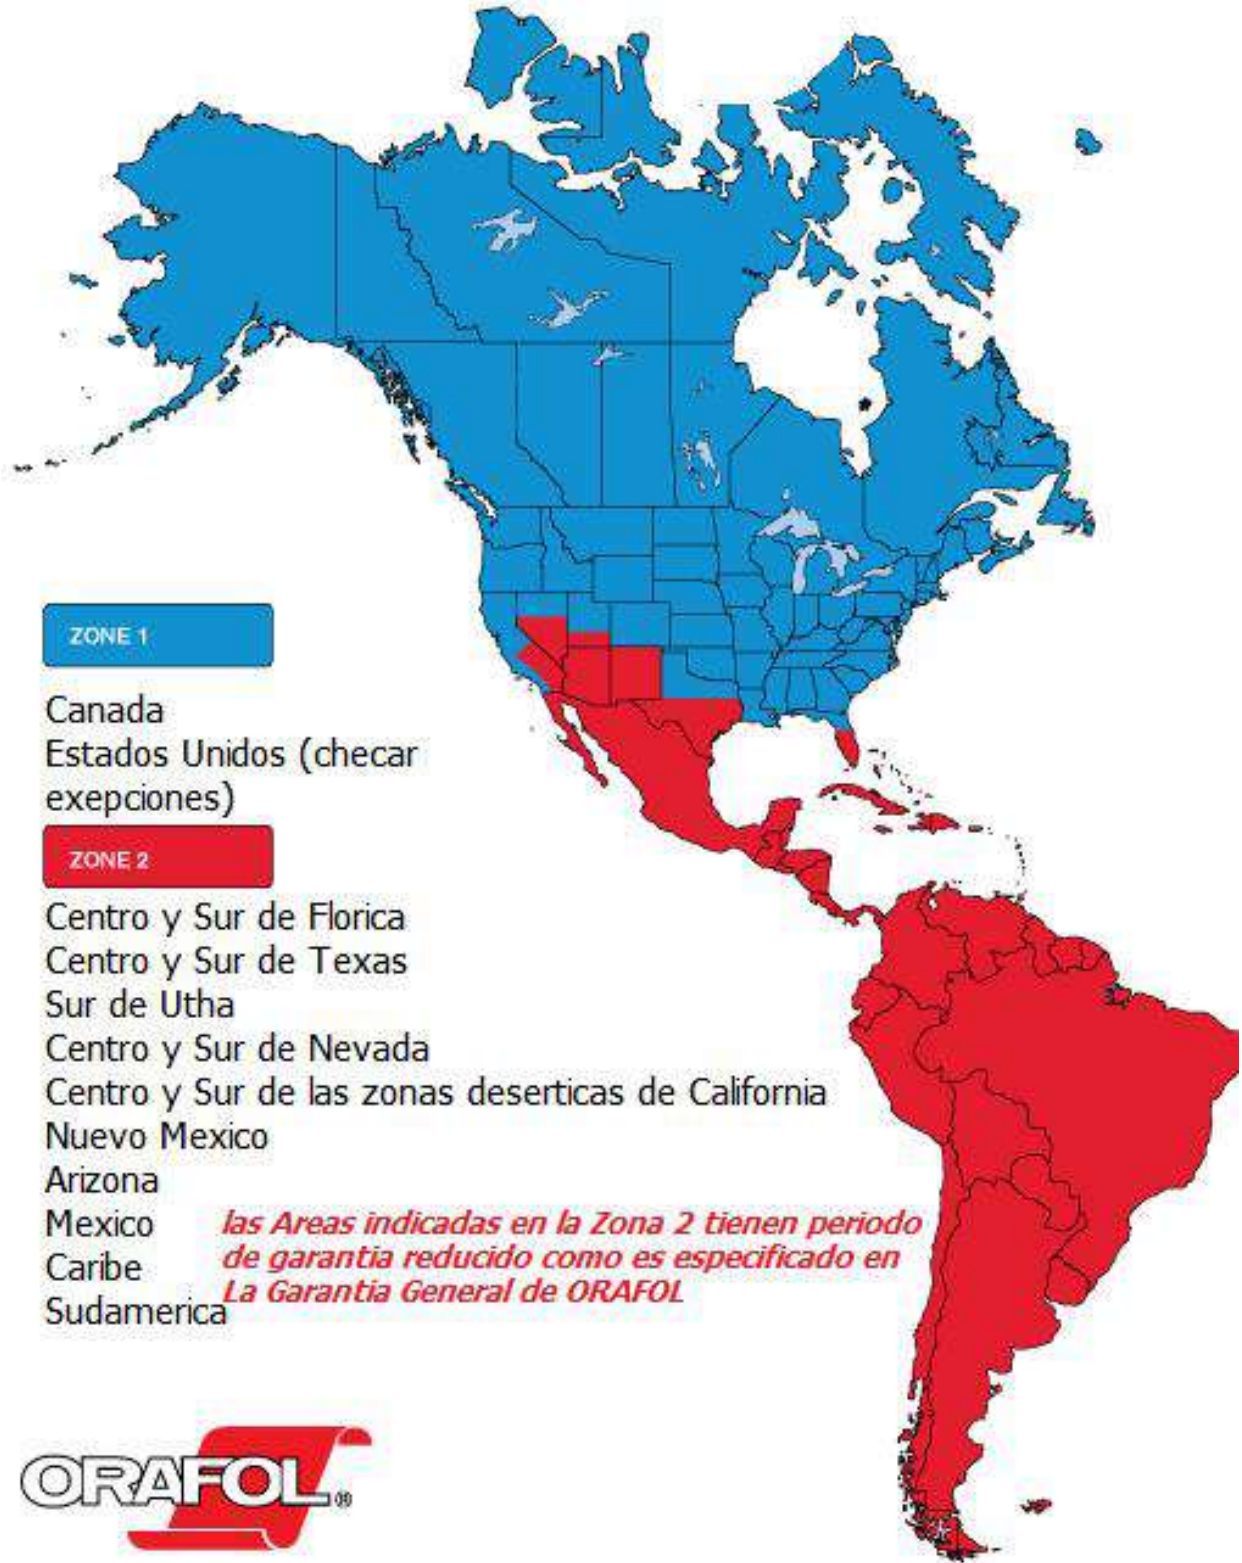 ZONE 1
Canada
Estados Unidos (checar
exepciones)
ZONE 2
Centro y Sur de Florica
Centro y Sur de Texas
Sur de Utha
Centro y Sur de Nevada
Centro y Sur de las zonas deserticas de California
Nuevo Mexico
Arizona
Mexico
Caribe
Sudamerica
las Areas indicadas en la Zona 2 tienen periodo
de garantia reducido como es especificado en
La Garantia General de ORAFOL
ORAFOL®